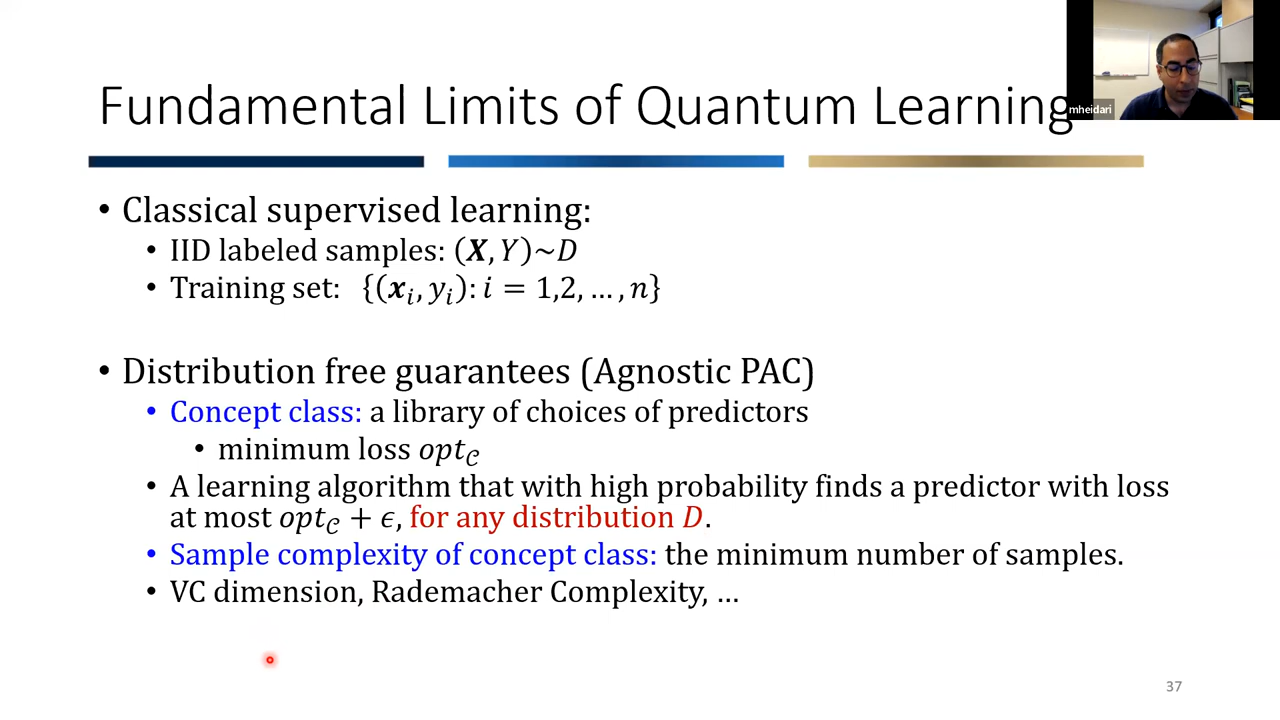 Fundamental Limits of Quantum Learning
mheidari
• Classical supervised learning:
• IID labeled samples: (𝑿, 𝑌)~𝐷
• Training set: {(𝒙ᵢ, 𝑦ᵢ): 𝑖 = 1,2, … , 𝑛}
• Distribution free guarantees (Agnostic PAC)
• Concept class: a library of choices of predictors
• minimum loss 𝑜𝑝𝑡_𝒞
• A learning algorithm that with high probability finds a predictor with loss
at most 𝑜𝑝𝑡_𝒞 + 𝜖, for any distribution 𝐷.
• Sample complexity of concept class: the minimum number of samples.
• VC dimension, Rademacher Complexity, …
37